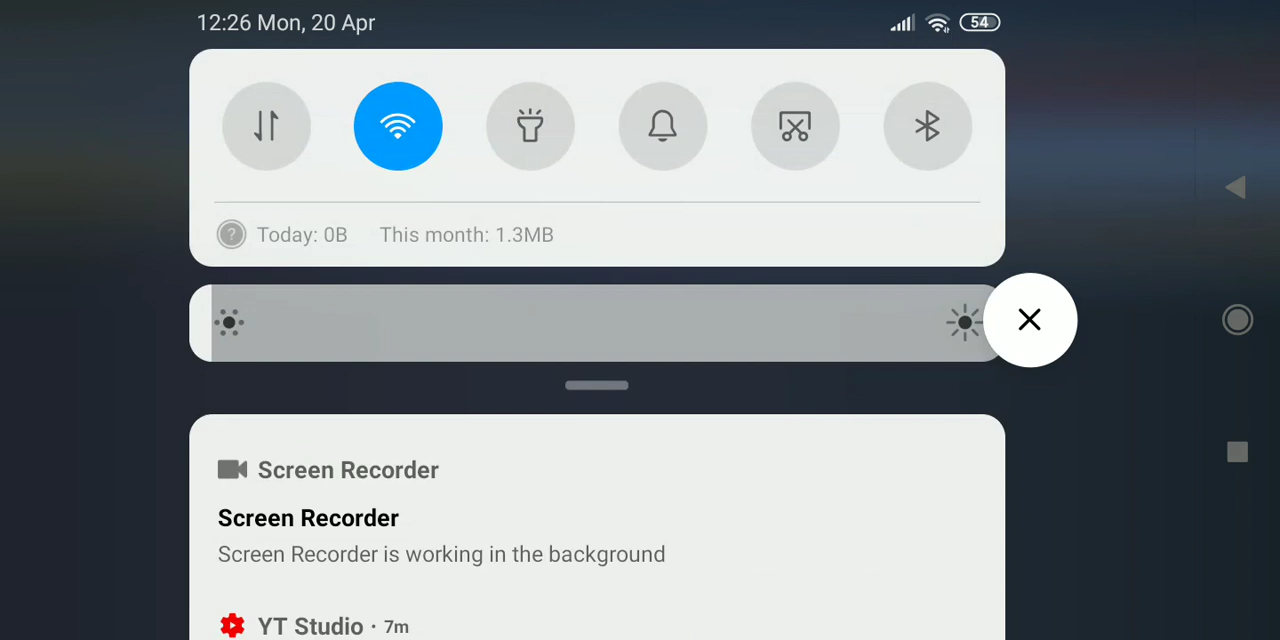 12:26 Mon, 20 Apr
54
? Today: 0B This month: 1.3MB
Screen Recorder
Screen Recorder
Screen Recorder is working in the background
YT Studio · 7m